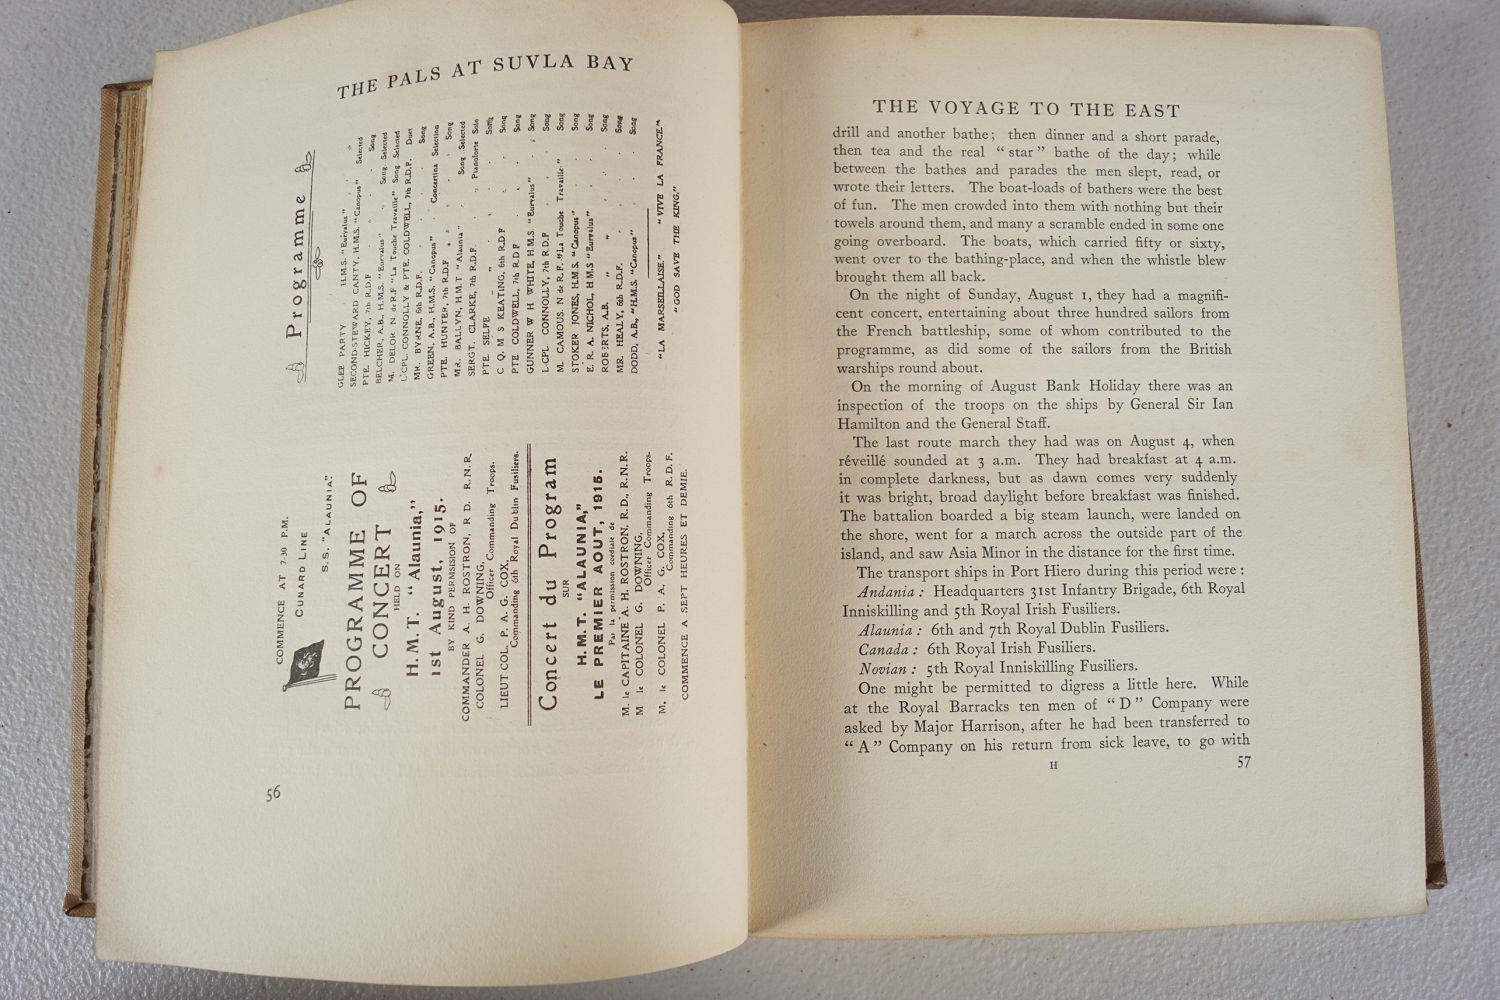 THE PALS AT SUVLA BAY
COMMENCE AT 7.30 P.M.
CUNARD LINE
S.S. "ALAUNIA."
PROGRAMME OF
CONCERT
HELD ON
H.M.T. "Alaunia,"
1st August, 1915.
BY KIND PERMSISION OF
COMMANDER A. H. ROSTRON, R D. R.N.R.
COLONEL G. DOWNING,
Officer Commanding Troops.
LIEUT COL. P. A. G. COX.
Commanding 6th Royal Dublin Fusiliers.
Concert du Program
SUR
H.M.T. "ALAUNIA,"
LE PREMIER AOUT, 1915.
Par la permission cordiale de
M. le CAPITAINE A. H. ROSTRON, R.D., R.N.R.
M le COLONEL G. DOWNING,
Officer Commanding Troops.
M, le COLONEL P. A. G. COX,
Commanding 6th R.D.F.
COMMENCE A SEPT HEURES ET DEMIE.
Programme
GLEE PARTY H.M.S. "Euryalus"
SECOND-STEWARD CANTY, H.M.S. "Canopus" Selected
PTE. HICKEY, 7th R.D.F Song
BELCHER, A.B., H.M.S. "Euryalus" Song Selected
M. DELOR N. de R.F "La Touche Travaille" Song Selected
L/CPL. CONNOLLY & PTE. COLDWELL, 7th R.D.F. Duet
MR. BYRNE, 6th R.D.F. Song
GREEN, A.B., H.M.S. "Canopus" Concertina Selection
PTE. HUNTER, 7th R.D.F Song
MR. BALLYN, H.M.T "Alaunia" Song Selected
SERGT. CLARKE, 7th R.D.F. Pianoforte Solo
PTE. SELFE " Song
C. Q. M S KEATING, 6th R.D.F Song
PTE COLDWELL, 7th R.D F Song
GUNNER W H WHITE, H.M.S "Euryalus" Song
L-CPL CONNOLLY, 7th R.D.F Song
M. CAMOUS. N de R.F. "La Touche Travaille" Song
STOKER JONES, H.M.S. "Canopus" Song
E. R. A. NICHOL, H.M.S "Euryalus" Song
ROBERTS, A.B. " " Song
MR. HEALY, 6th R.D.F. Song
DODD, A.B., "H.M.S. "Canopus" Song
"LA MARSEILLAISE." "VIVE LA FRANCE."
"GOD SAVE THE KING."
56
THE VOYAGE TO THE EAST
drill and another bathe; then dinner and a short parade,
then tea and the real "star" bathe of the day; while
between the bathes and parades the men slept, read, or
wrote their letters. The boat-loads of bathers were the best
of fun. The men crowded into them with nothing but their
towels around them, and many a scramble ended in some one
going overboard. The boats, which carried fifty or sixty,
went over to the bathing-place, and when the whistle blew
brought them all back.
On the night of Sunday, August 1, they had a magnifi-
cent concert, entertaining about three hundred sailors from
the French battleship, some of whom contributed to the
programme, as did some of the sailors from the British
warships round about.
On the morning of August Bank Holiday there was an
inspection of the troops on the ships by General Sir Ian
Hamilton and the General Staff.
The last route march they had was on August 4, when
réveillé sounded at 3 a.m. They had breakfast at 4 a.m.
in complete darkness, but as dawn comes very suddenly
it was bright, broad daylight before breakfast was finished.
The battalion boarded a big steam launch, were landed on
the shore, went for a march across the outside part of the
island, and saw Asia Minor in the distance for the first time.
The transport ships in Port Hiero during this period were:
Andania: Headquarters 31st Infantry Brigade, 6th Royal
Inniskilling and 5th Royal Irish Fusiliers.
Alaunia: 6th and 7th Royal Dublin Fusiliers.
Canada: 6th Royal Irish Fusiliers.
Novian: 5th Royal Inniskilling Fusiliers.
One might be permitted to digress a little here. While
at the Royal Barracks ten men of "D" Company were
asked by Major Harrison, after he had been transferred to
"A" Company on his return from sick leave, to go with
H
57